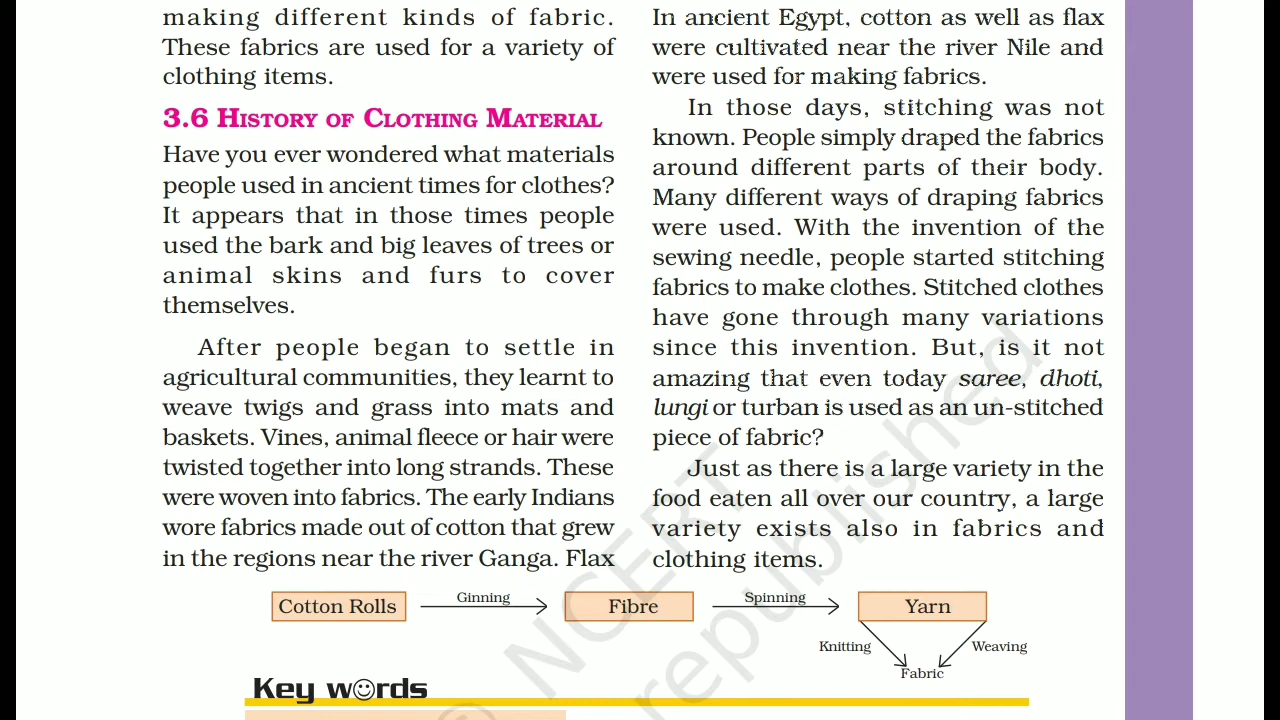 making different kinds of fabric.
These fabrics are used for a variety of
clothing items.
3.6 HISTORY OF CLOTHING MATERIAL
Have you ever wondered what materials
people used in ancient times for clothes?
It appears that in those times people
used the bark and big leaves of trees or
animal skins and furs to cover
themselves.
After people began to settle in
agricultural communities, they learnt to
weave twigs and grass into mats and
baskets. Vines, animal fleece or hair were
twisted together into long strands. These
were woven into fabrics. The early Indians
wore fabrics made out of cotton that grew
in the regions near the river Ganga. Flax
In ancient Egypt, cotton as well as flax
were cultivated near the river Nile and
were used for making fabrics.
In those days, stitching was not
known. People simply draped the fabrics
around different parts of their body.
Many different ways of draping fabrics
were used. With the invention of the
sewing needle, people started stitching
fabrics to make clothes. Stitched clothes
have gone through many variations
since this invention. But, is it not
amazing that even today saree, dhoti,
lungi or turban is used as an un-stitched
piece of fabric?
Just as there is a large variety in the
food eaten all over our country, a large
variety exists also in fabrics and
clothing items.
Cotton Rolls
Ginning
Fibre
Spinning
Yarn
Knitting
Weaving
Fabric
Key words
© NCERT
republished